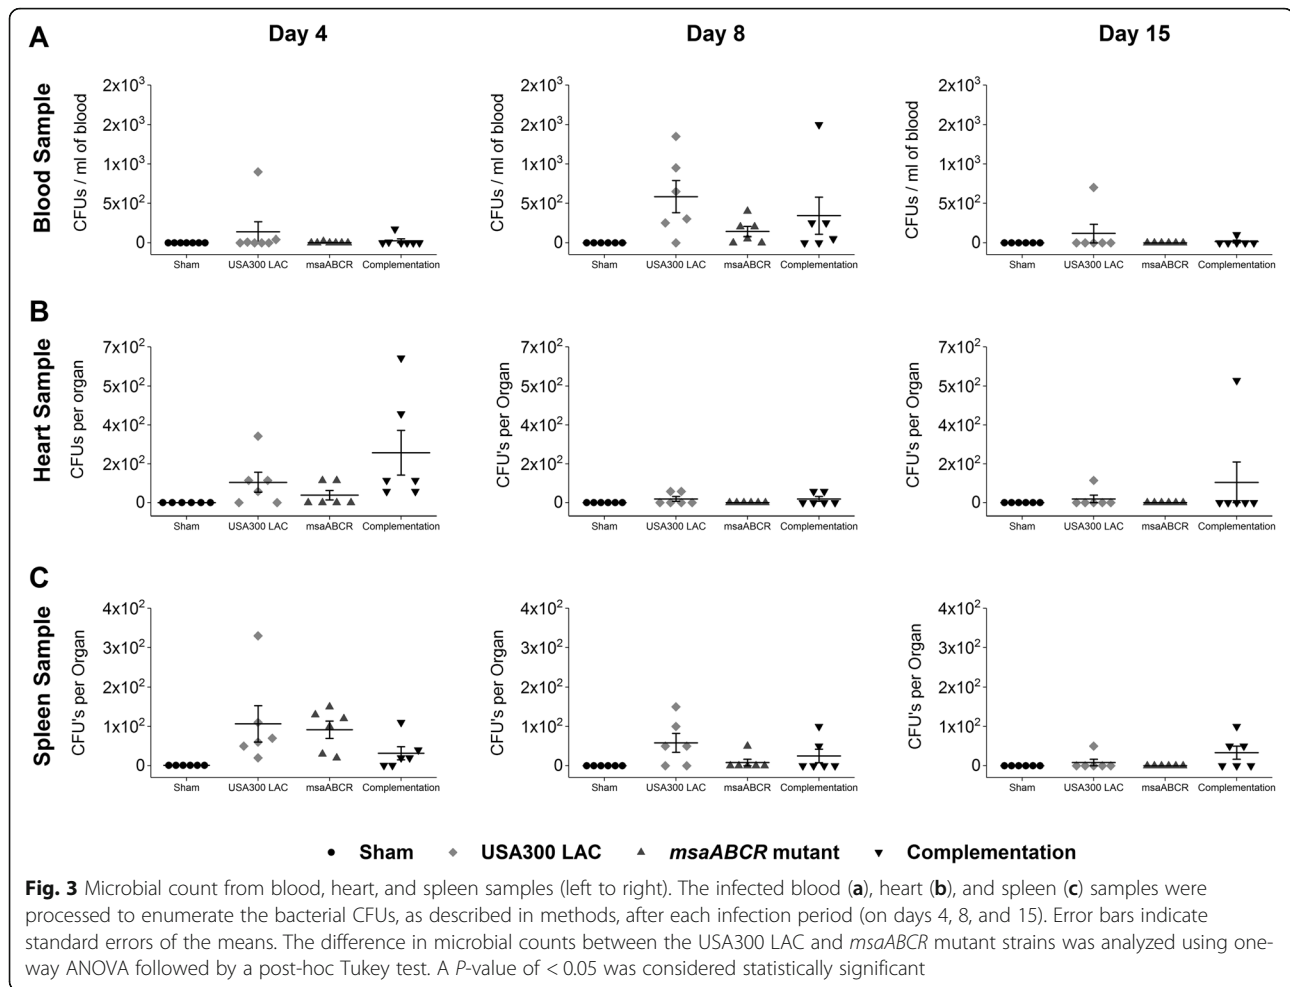 A
Day 4
Day 8
Day 15
Blood Sample
CFUs / ml of blood
2x10³
2x10³
1x10³
5x10²
0
Sham
USA300 LAC
msaABCR
Complementation
CFUs / ml of blood
2x10³
2x10³
1x10³
5x10²
0
Sham
USA300 LAC
msaABCR
Complementation
CFUs / ml of blood
2x10³
2x10³
1x10³
5x10²
0
Sham
USA300 LAC
msaABCR
Complementation
B
Heart Sample
CFUs per organ
7x10²
5x10²
4x10²
2x10²
0
Sham
USA300 LAC
msaABCR
Complementation
CFU's per Organ
7x10²
5x10²
4x10²
2x10²
0
Sham
USA300 LAC
msaABCR
Complementation
CFU's per Organ
7x10²
5x10²
4x10²
2x10²
0
Sham
USA300 LAC
msaABCR
Complementation
C
Spleen Sample
CFU's per Organ
4x10²
3x10²
2x10²
1x10²
0
Sham
USA300 LAC
msaABCR
Complementation
CFU's per Organ
4x10²
3x10²
2x10²
1x10²
0
Sham
USA300 LAC
msaABCR
Complementation
CFU's per Organ
4x10²
3x10²
2x10²
1x10²
0
Sham
USA300 LAC
msaABCR
Complementation
Sham
USA300 LAC
msaABCR mutant
Complementation
Fig. 3 Microbial count from blood, heart, and spleen samples (left to right). The infected blood (a), heart (b), and spleen (c) samples were
processed to enumerate the bacterial CFUs, as described in methods, after each infection period (on days 4, 8, and 15). Error bars indicate
standard errors of the means. The difference in microbial counts between the USA300 LAC and msaABCR mutant strains was analyzed using one-
way ANOVA followed by a post-hoc Tukey test. A P-value of < 0.05 was considered statistically significant